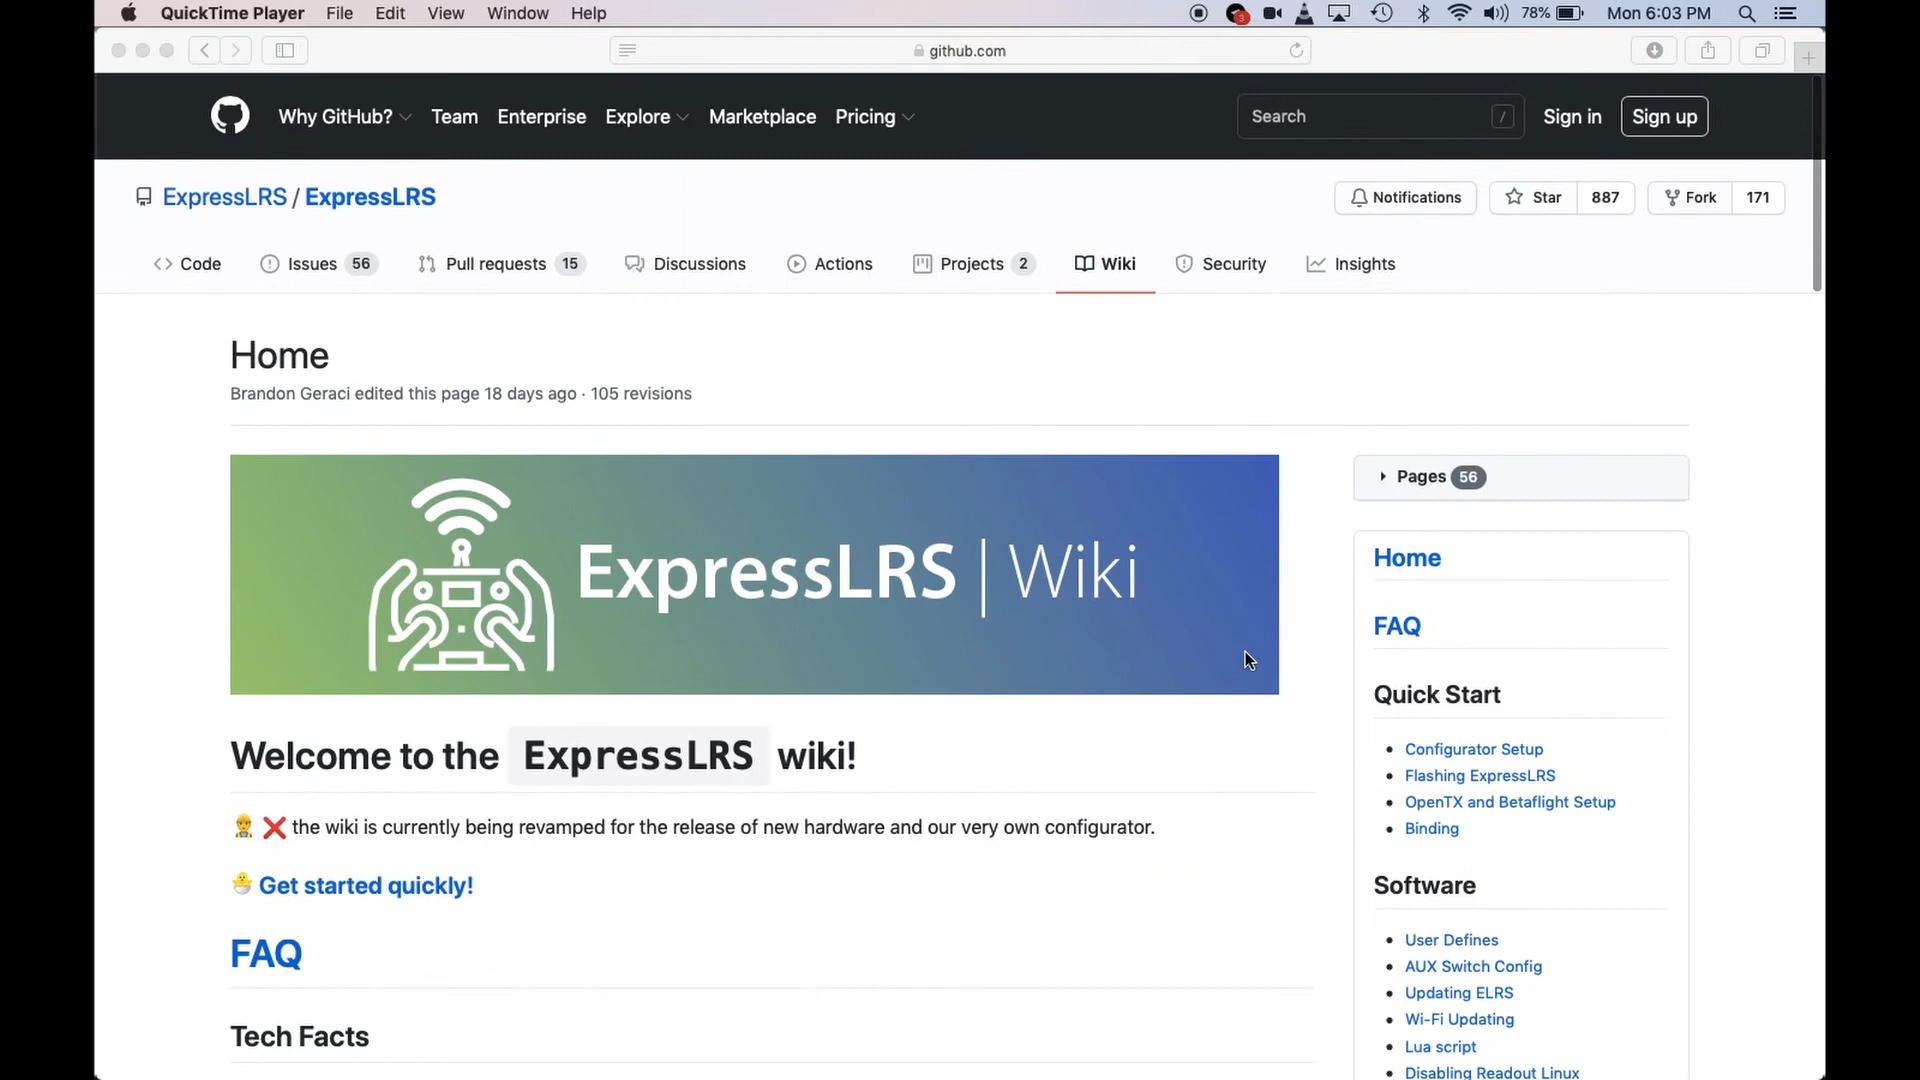 QuickTime Player File Edit View Window Help 3 78% Mon 6:03 PM
github.com
Why GitHub? Team Enterprise Explore Marketplace Pricing Search / Sign in Sign up
ExpressLRS / ExpressLRS Notifications Star 887 Fork 171
Code Issues 56 Pull requests 15 Discussions Actions Projects 2 Wiki Security Insights
Home
Brandon Geraci edited this page 18 days ago · 105 revisions
ExpressLRS | Wiki
Welcome to the ExpressLRS wiki!
the wiki is currently being revamped for the release of new hardware and our very own configurator.
Get started quickly!
FAQ
Tech Facts
Pages 56
Home
FAQ
Quick Start
• Configurator Setup
• Flashing ExpressLRS
• OpenTX and Betaflight Setup
• Binding
Software
• User Defines
• AUX Switch Config
• Updating ELRS
• Wi-Fi Updating
• Lua script
• Disabling Readout Linux